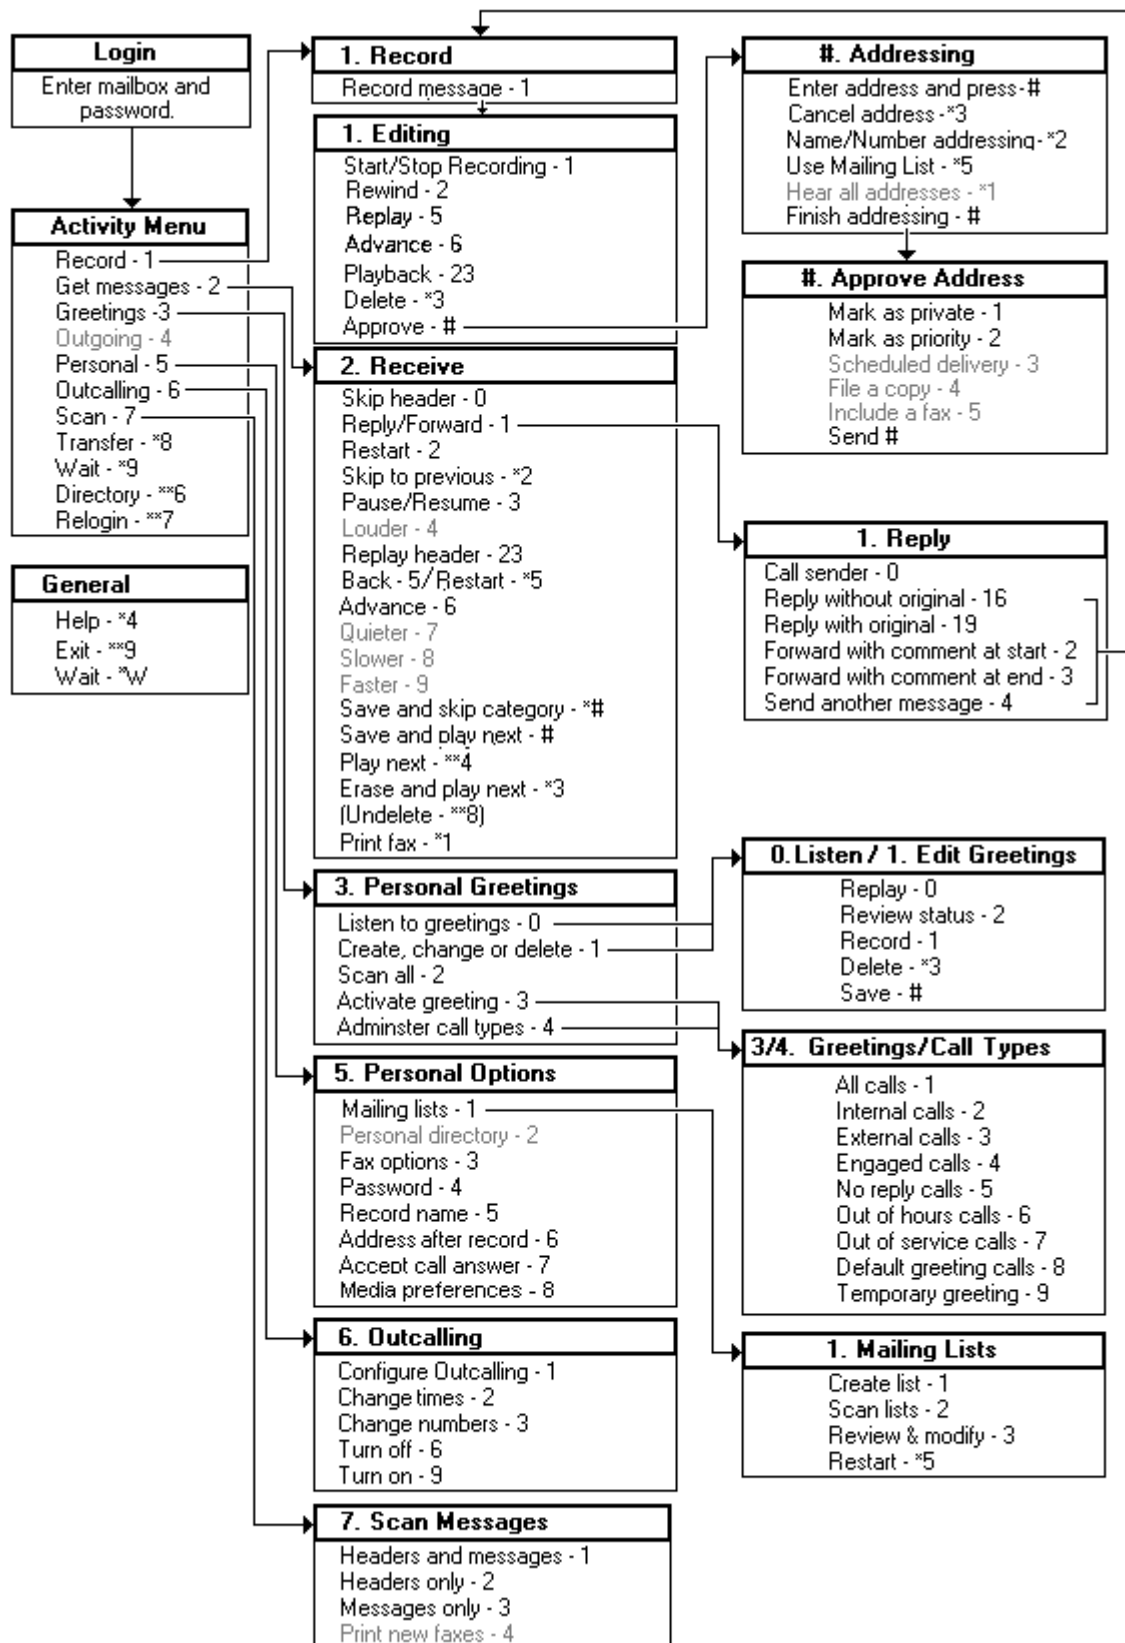 Login
Enter mailbox and
password.
Activity Menu
Record - 1
Get messages - 2
Greetings -3
Outgoing - 4
Personal - 5
Outcalling - 6
Scan - 7
Transfer - *8
Wait - *9
Directory - **6
Relogin - **7
General
Help - *4
Exit - **9
Wait - *W
1. Record
Record message - 1
1. Editing
Start/Stop Recording - 1
Rewind - 2
Replay - 5
Advance - 6
Playback - 23
Delete - *3
Approve - #
2. Receive
Skip header - 0
Reply/Forward - 1
Restart - 2
Skip to previous - *2
Pause/Resume - 3
Louder - 4
Replay header - 23
Back - 5/Restart - *5
Advance - 6
Quieter - 7
Slower - 8
Faster - 9
Save and skip category - *#
Save and play next - #
Play next - **4
Erase and play next - *3
(Undelete - **8)
Print fax - *1
3. Personal Greetings
Listen to greetings - 0
Create, change or delete - 1
Scan all - 2
Activate greeting - 3
Adminster call types - 4
5. Personal Options
Mailing lists - 1
Personal directory - 2
Fax options - 3
Password - 4
Record name - 5
Address after record - 6
Accept call answer - 7
Media preferences - 8
6. Outcalling
Configure Outcalling - 1
Change times - 2
Change numbers - 3
Turn off - 6
Turn on - 9
7. Scan Messages
Headers and messages - 1
Headers only - 2
Messages only - 3
Print new faxes - 4
#. Addressing
Enter address and press-#
Cancel address -*3
Name/Number addressing- *2
Use Mailing List - *5
Hear all addresses - *1
Finish addressing - #
#. Approve Address
Mark as private - 1
Mark as priority - 2
Scheduled delivery - 3
File a copy - 4
Include a fax - 5
Send #
1. Reply
Call sender - 0
Reply without original - 16
Reply with original - 19
Forward with comment at start - 2
Forward with comment at end - 3
Send another message - 4
0. Listen / 1. Edit Greetings
Replay - 0
Review status - 2
Record - 1
Delete - *3
Save - #
3/4. Greetings/Call Types
All calls - 1
Internal calls - 2
External calls - 3
Engaged calls - 4
No reply calls - 5
Out of hours calls - 6
Out of service calls - 7
Default greeting calls - 8
Temporary greeting - 9
1. Mailing Lists
Create list - 1
Scan lists - 2
Review & modify - 3
Restart - *5